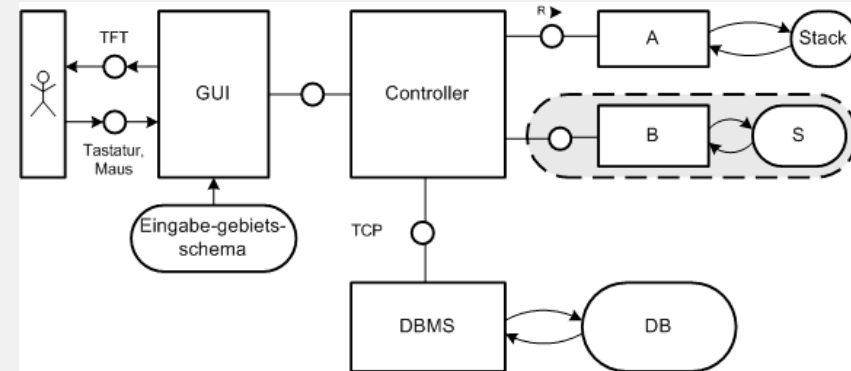 TFT
Tastatur,
Maus
GUI
Eingabe-gebiets-
schema
Controller
R
A
Stack
B
S
TCP
DBMS
DB